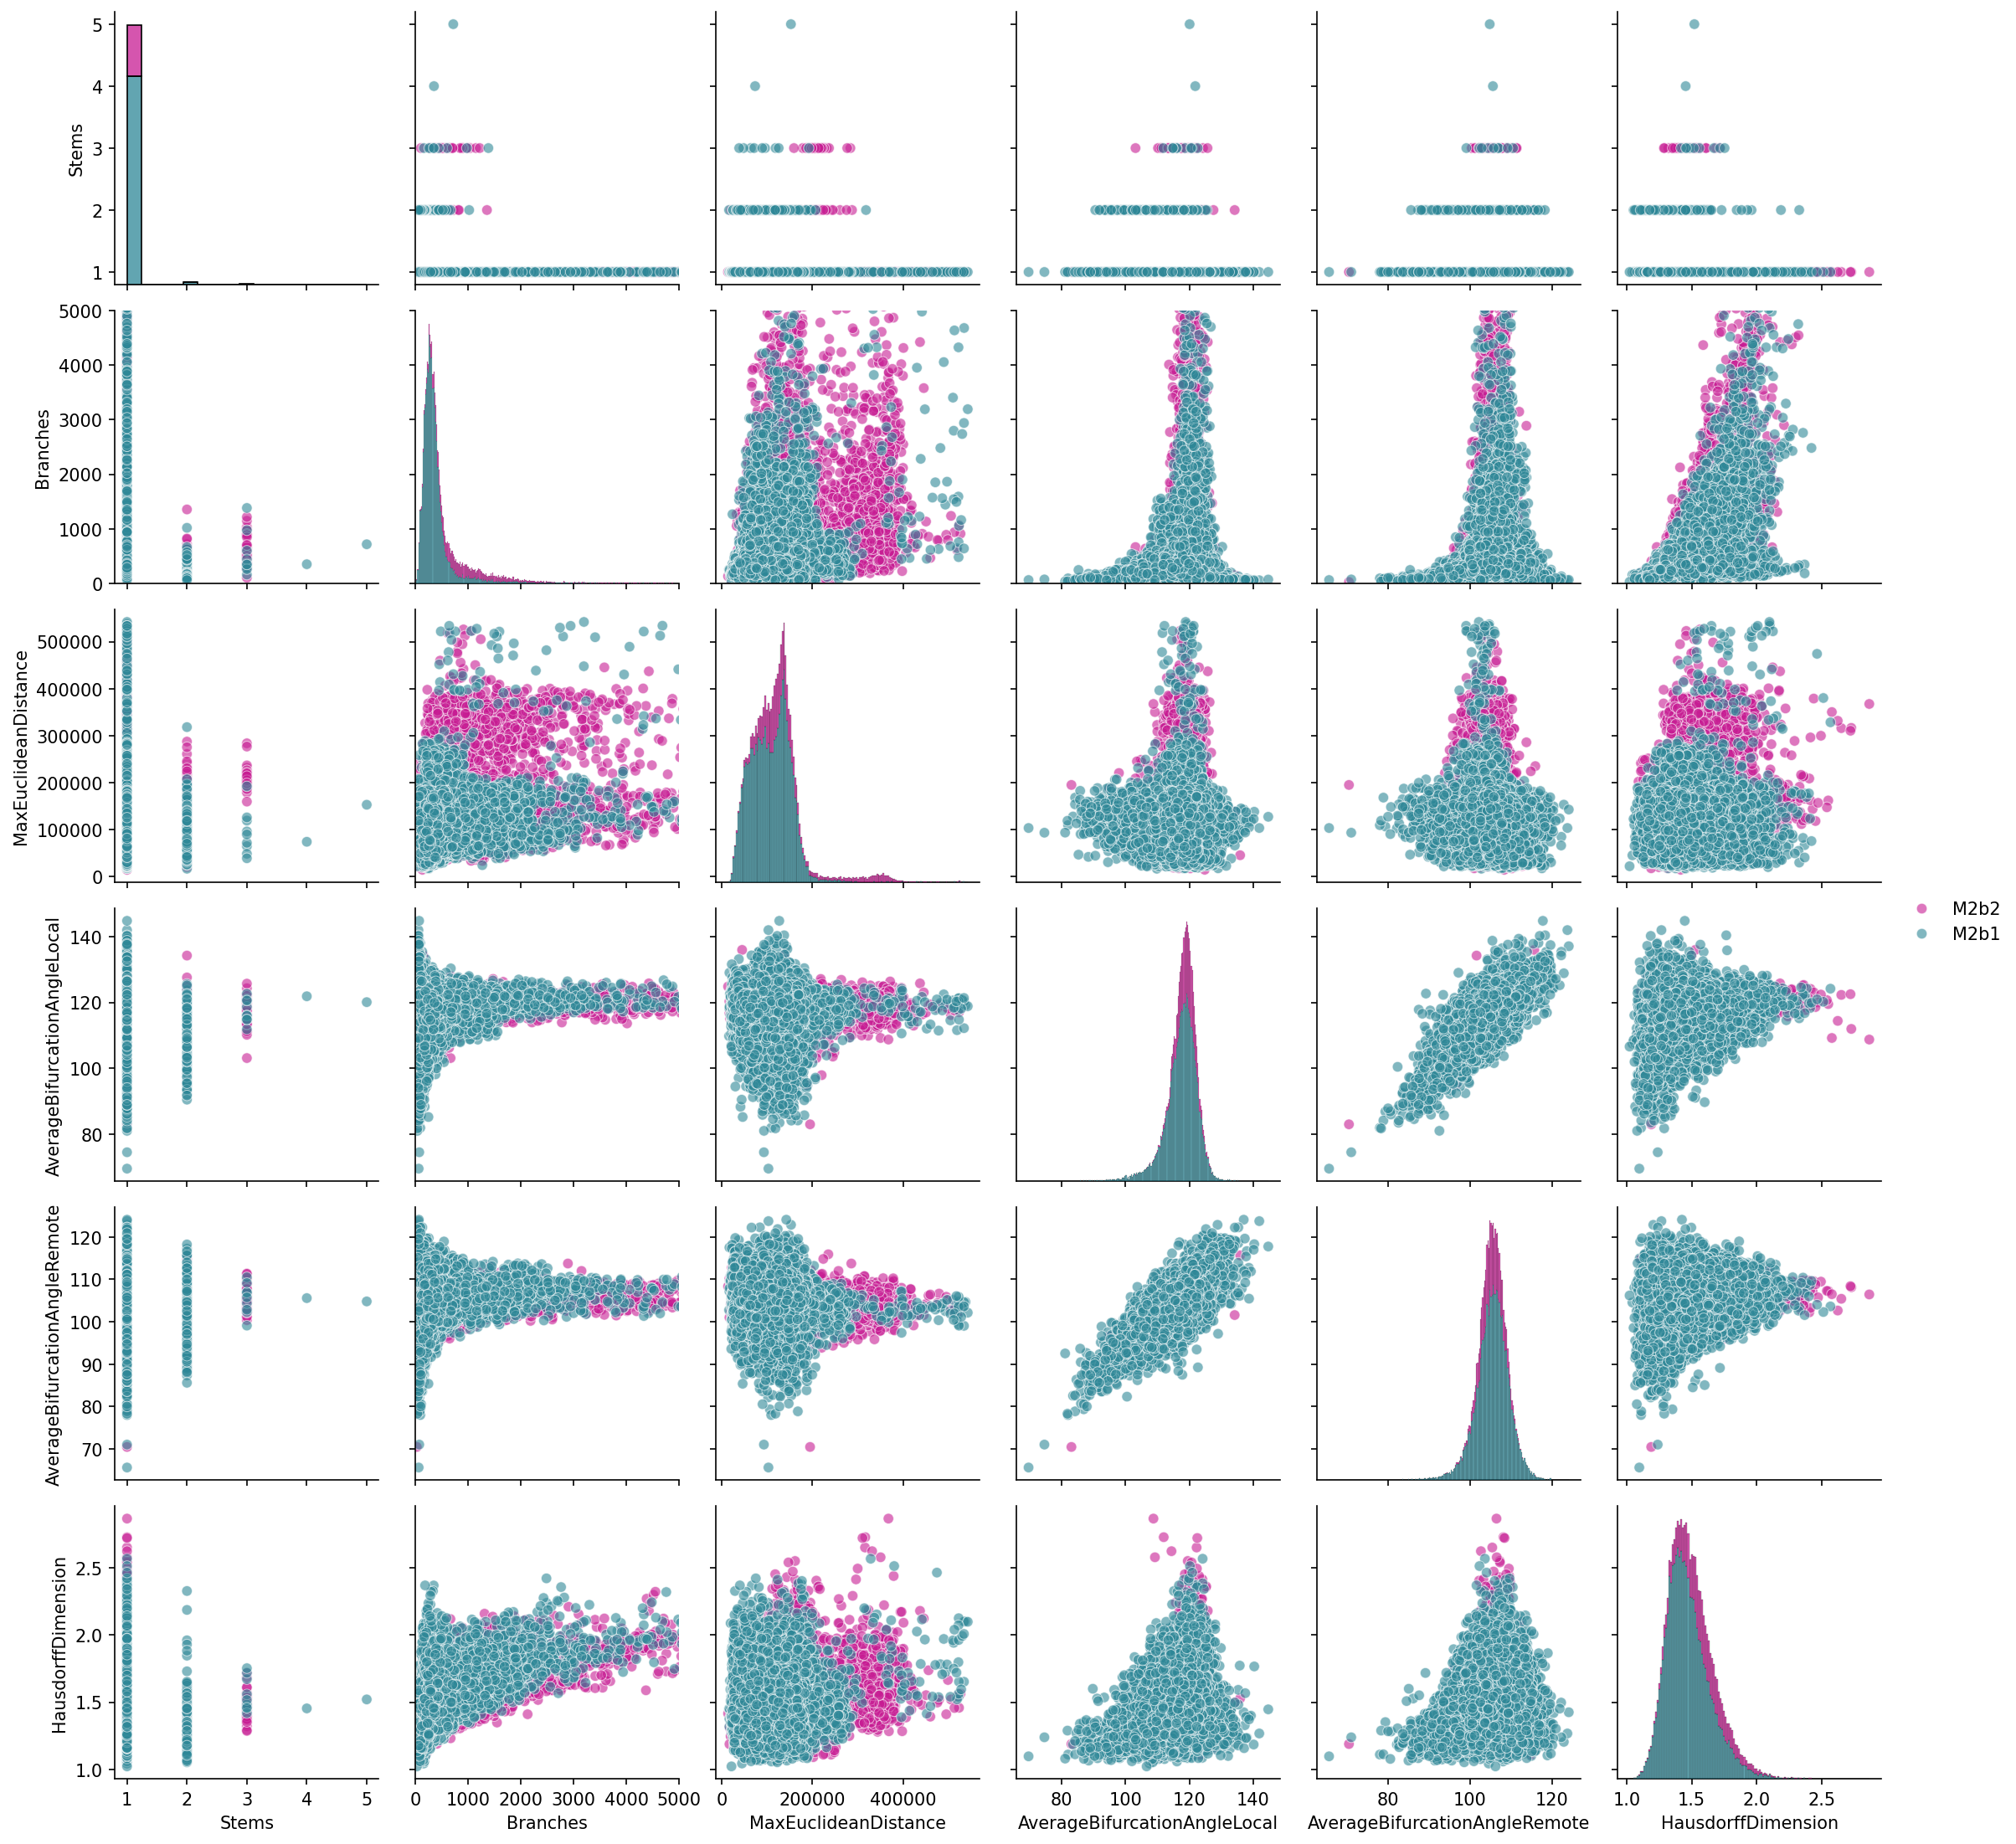 5
4
3
2
1
Stems
5000
4000
3000
2000
1000
0
Branches
500000
400000
300000
200000
100000
0
MaxEuclideanDistance
140
120
100
80
AverageBifurcationAngleLocal
M2b2
M2b1
120
110
100
90
80
70
AverageBifurcationAngleRemote
2.5
2.0
1.5
1.0
HausdorffDimension
1 2 3 4 5
0 1000 2000 3000 4000 5000
0 200000 400000
80 100 120 140
80 100 120
1.0 1.5 2.0 2.5
Stems
Branches
MaxEuclideanDistance
AverageBifurcationAngleLocal
AverageBifurcationAngleRemote
HausdorffDimension